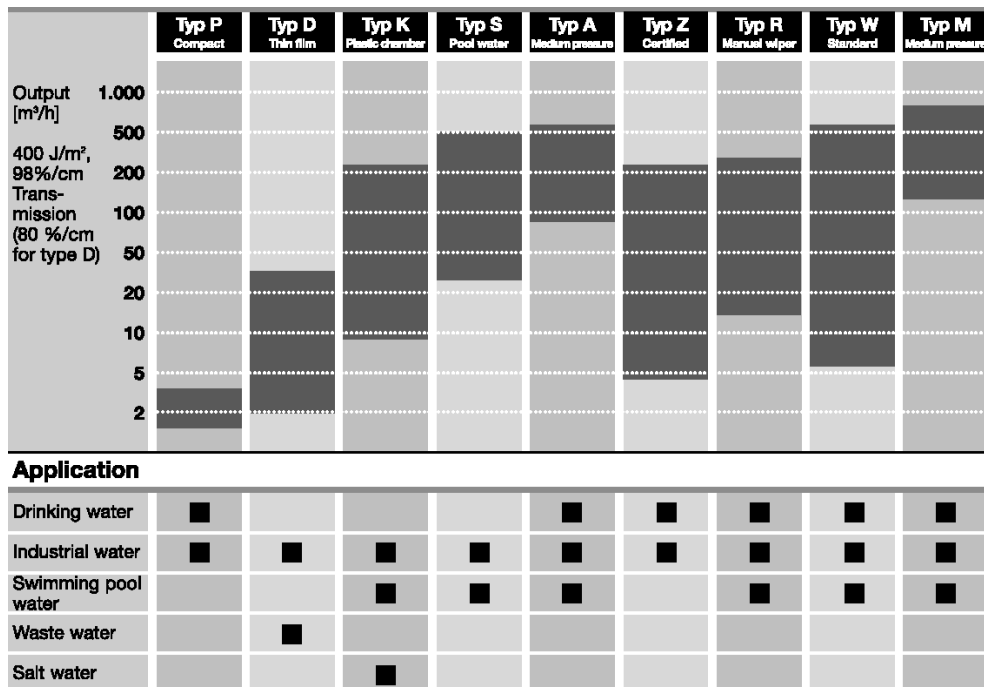 Typ P
Compact
Typ D
Thin film
Typ K
Plastic chamber
Typ S
Pool water
Typ A
Medium pressure
Typ Z
Certified
Typ R
Manual wiper
Typ W
Standard
Typ M
Medium pressure
Output
[m³/h]
400 J/m²,
98%/cm
Trans-
mission
(80 %/cm
for type D)
1.000
500
200
100
50
20
10
5
2
Application
Drinking water
Industrial water
Swimming pool
water
Waste water
Salt water